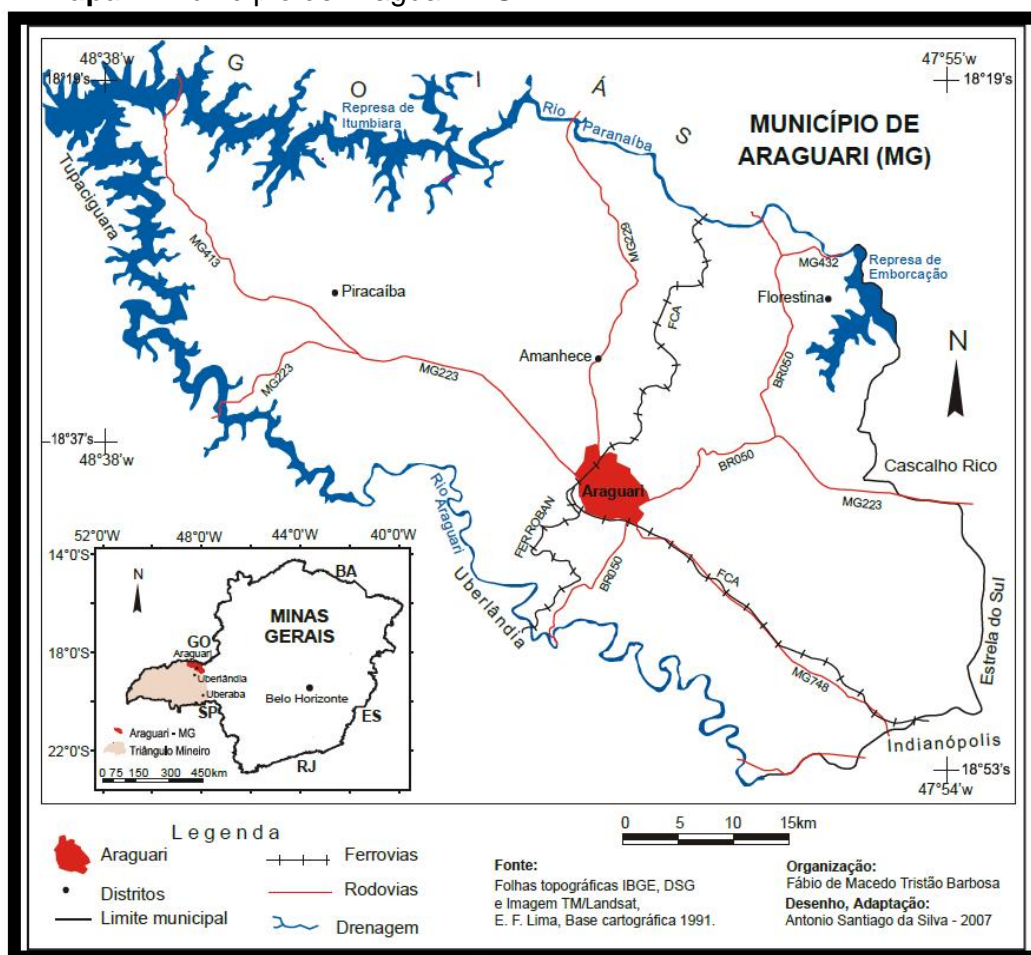 48°38'w
18°19's
G O I Á S
47°55'w
18°19's
Represa de
Itumbiara
Rio Paranaíba
MUNICÍPIO DE
ARAGUARI (MG)
Tupaciguara
MG413
MG229
FCA
MG432
Represa de
Emborcação
Piracaíba
Florestina
N
Amanhece
MG223
MG223
BR050
18°37's
48°38'w
BR050
Cascalho Rico
Araguari
MG223
Rio Araguari
FERROBAN
BR050
FCA
Uberlândia
Estrela do Sul
MG748
Indianópolis
18°53's
47°54'w
52°0'W
48°0'W
44°0'W
40°0'W
14°0'S
N
BA
MINAS
GERAIS
18°0'S
GO
Araguari
Uberlândia
Uberaba
Belo Horizonte
SP
ES
Araguari - MG
Triângulo Mineiro
22°0'S
RJ
0 75 150 300 450km
Legenda
Araguari
Distritos
Limite municipal
Ferrovias
Rodovias
Drenagem
0 5 10 15km
Fonte:
Folhas topográficas IBGE, DSG
e Imagem TM/Landsat,
E. F. Lima, Base cartográfica 1991.
Organização:
Fábio de Macedo Tristão Barbosa
Desenho, Adaptação:
Antonio Santiago da Silva - 2007